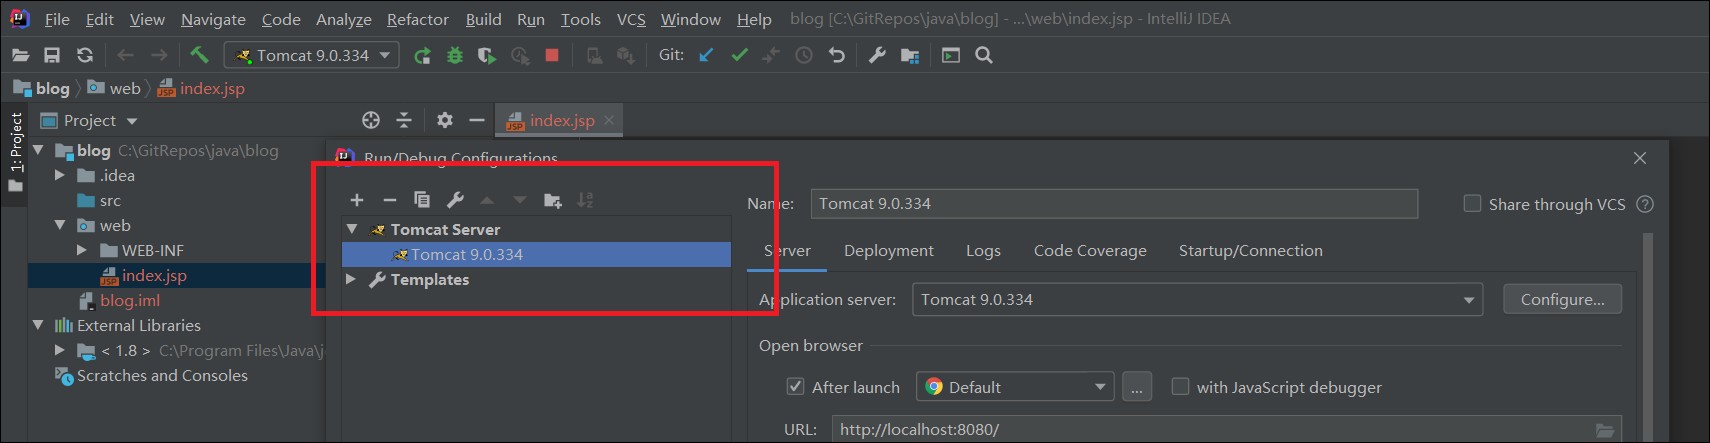 File Edit View Navigate Code Analyze Refactor Build Run Tools VCS Window Help blog [C:\GitRepos\java\blog] - ...\web\index.jsp - IntelliJ IDEA
Tomcat 9.0.334 Git:
blog web index.jsp
1: Project
Project
index.jsp
blog C:\GitRepos\java\blog
.idea
src
web
WEB-INF
index.jsp
blog.iml
External Libraries
< 1.8 > C:\Program Files\Java\j
Scratches and Consoles
Run/Debug Configurations
Tomcat Server
Tomcat 9.0.334
Templates
Name: Tomcat 9.0.334 Share through VCS
Server Deployment Logs Code Coverage Startup/Connection
Application server: Tomcat 9.0.334 Configure...
Open browser
After launch Default ... with JavaScript debugger
URL: http://localhost:8080/